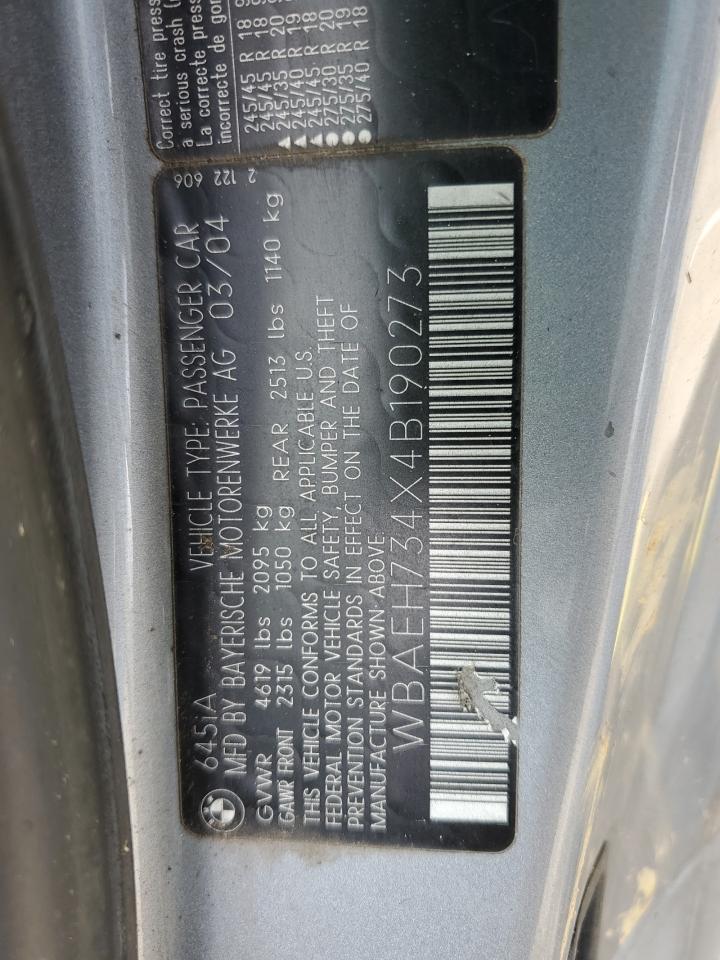 Correct tire press
a serious crash (r
La correcte press
incorrecte de gon
245/45 R 18
245/45 R 18
▲245/35 R 20
▲245/40 R 19
▲245/45 R 18
●275/30 R 20
●275/35 R 19
●275/40 R 18
2 122 606
645iA VEHICLE TYPE: PASSENGER CAR
MFD BY BAYERISCHE MOTORENWERKE AG 03/04
GVWR 4619 lbs 2095 kg
GAWR FRONT 2315 lbs 1050 kg REAR 2513 lbs 1140 kg
THIS VEHICLE CONFORMS TO ALL APPLICABLE U.S.
FEDERAL MOTOR VEHICLE SAFETY, BUMPER AND THEFT
PREVENTION STANDARDS IN EFFECT ON THE DATE OF
MANUFACTURE SHOWN ABOVE.
WBAEH734X4B190273